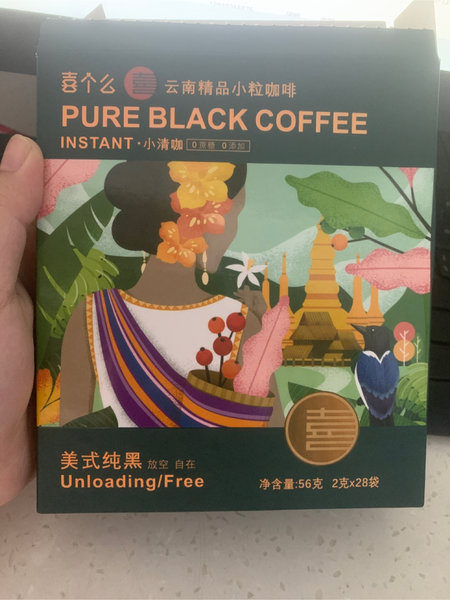 喜个么 喜 云南精品小粒咖啡
PURE BLACK COFFEE
INSTANT·小清咖 0蔗糖 0添加
喜
美式纯黑 放空 自在
Unloading/Free
净含量:56克 2克x28袋